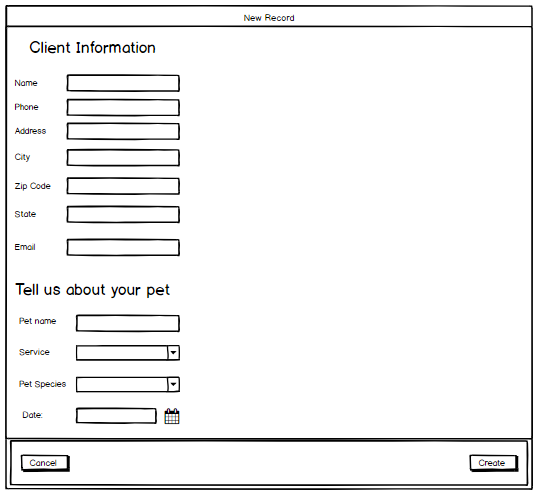 New Record
Client Information
Name
Phone
Address
City
Zip Code
State
Email
Tell us about your pet
Pet name
Service
Pet Species
Date:
Cancel
Create